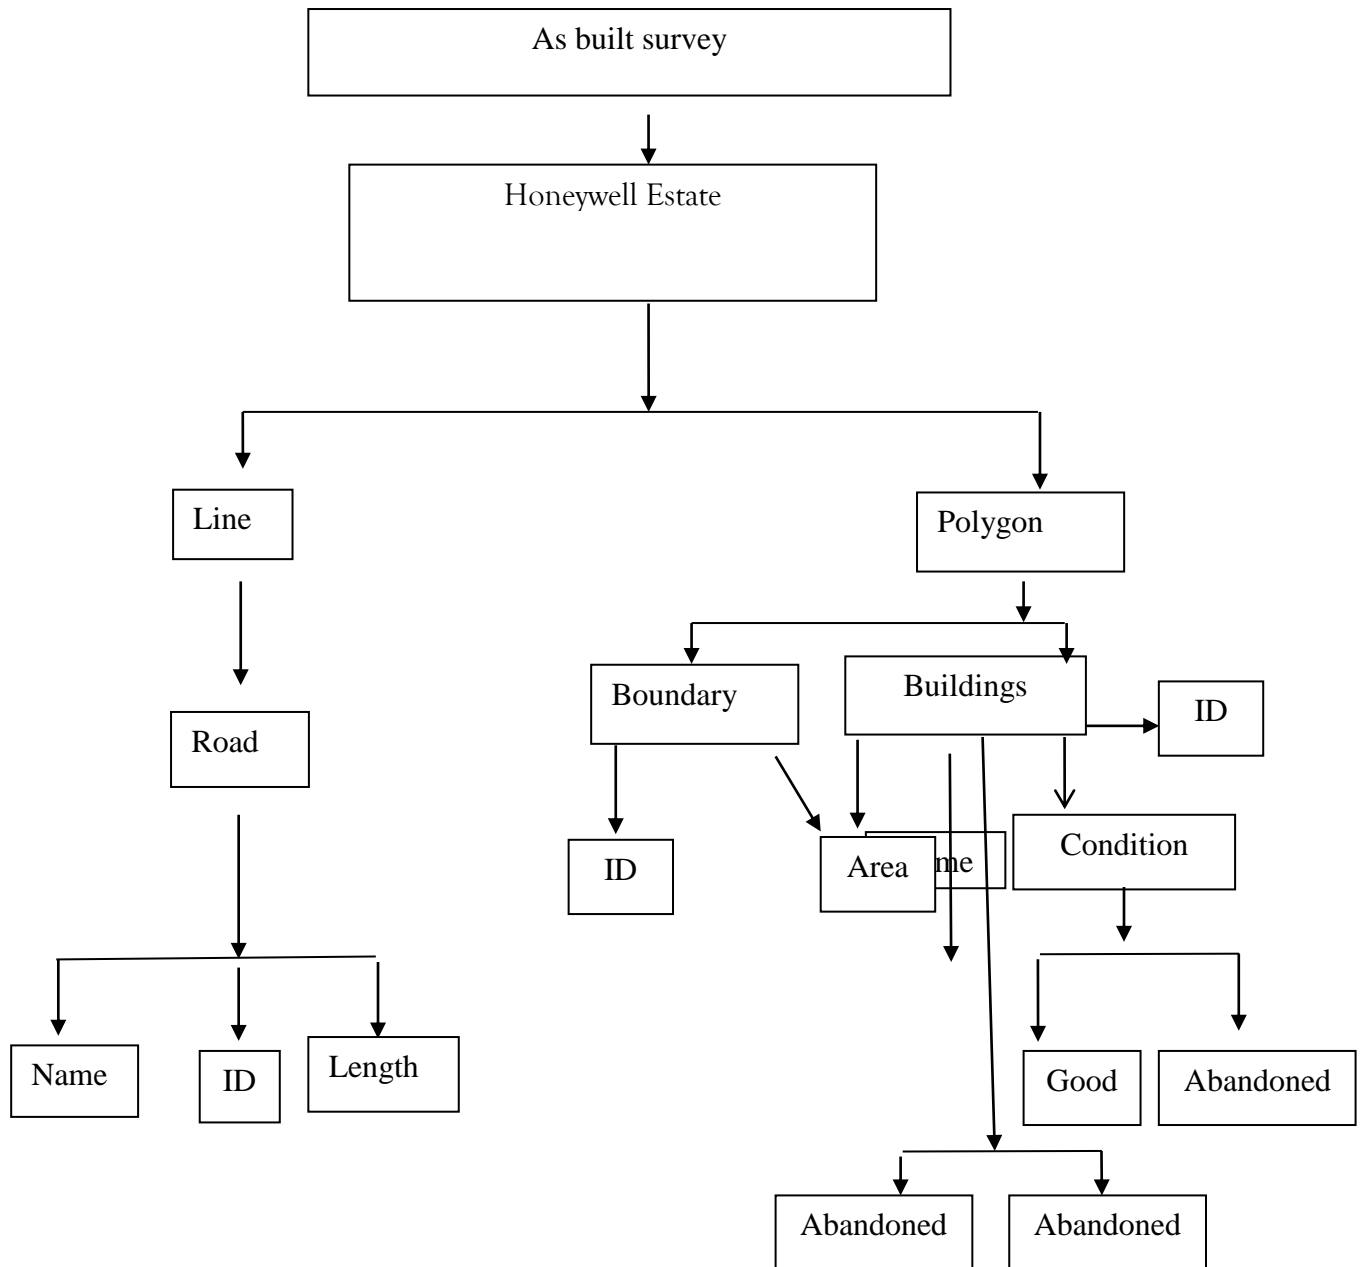 As built survey
Honeywell Estate
Line
Polygon
Boundary
Buildings
ID
Road
ID
Area
me
Condition
Name
ID
Length
Good
Abandoned
Abandoned
Abandoned